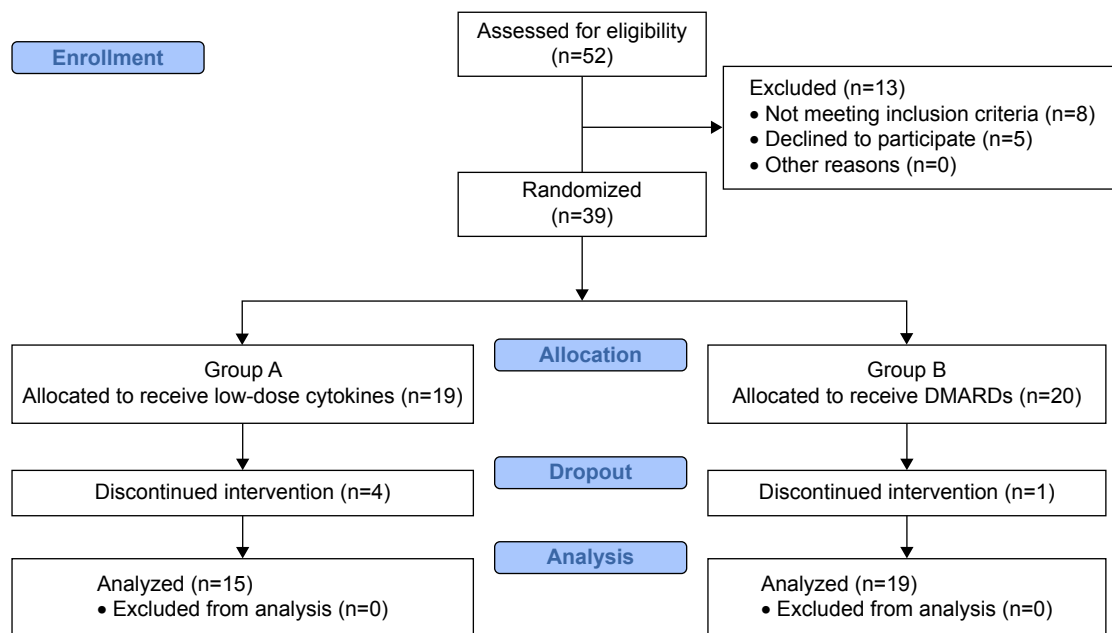 Enrollment
Assessed for eligibility
(n=52)
Excluded (n=13)
• Not meeting inclusion criteria (n=8)
• Declined to participate (n=5)
• Other reasons (n=0)
Randomized
(n=39)
Allocation
Group A
Allocated to receive low-dose cytokines (n=19)
Group B
Allocated to receive DMARDs (n=20)
Dropout
Discontinued intervention (n=4)
Discontinued intervention (n=1)
Analysis
Analyzed (n=15)
• Excluded from analysis (n=0)
Analyzed (n=19)
• Excluded from analysis (n=0)